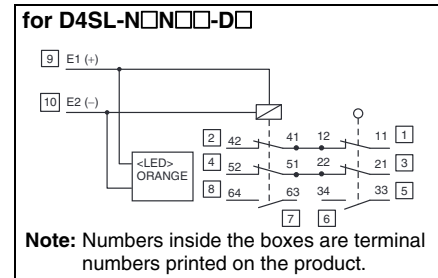 for D4SL-N□N□□-D□
9 E1 (+)
10 E2 (−)
<LED>
ORANGE
2 42 41 12 11 1
4 52 51 22 21 3
8 64 63 34 33 5
7 6
Note: Numbers inside the boxes are terminal
numbers printed on the product.